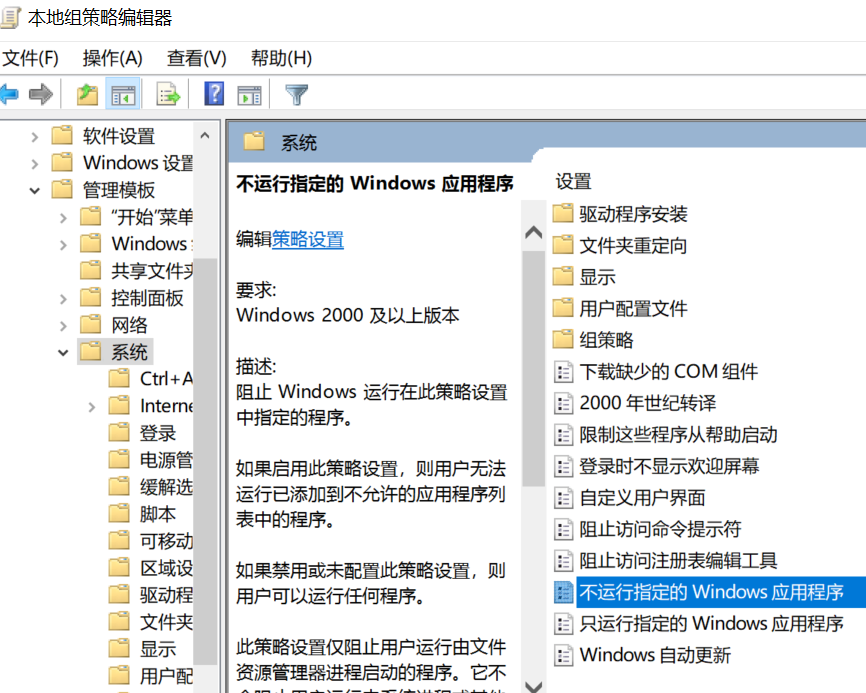 本地组策略编辑器
文件(F) 操作(A) 查看(V) 帮助(H)
软件设置
Windows 设置
管理模板
“开始”菜单
Windows
共享文件夹
控制面板
网络
系统
Ctrl+A
Interne
登录
电源管
缓解选
脚本
可移动
区域设
驱动程
文件夹
显示
用户配
系统
不运行指定的 Windows 应用程序
编辑策略设置
要求:
Windows 2000 及以上版本
描述:
阻止 Windows 运行在此策略设置
中指定的程序。
如果启用此策略设置，则用户无法
运行已添加到不允许的应用程序列
表中的程序。
如果禁用或未配置此策略设置，则
用户可以运行任何程序。
此策略设置仅阻止用户运行由文件
资源管理器进程启动的程序。它不
会阻止用户运行由系统进程或其他
设置
驱动程序安装
文件夹重定向
显示
用户配置文件
组策略
下载缺少的 COM 组件
2000 年世纪转译
限制这些程序从帮助启动
登录时不显示欢迎屏幕
自定义用户界面
阻止访问命令提示符
阻止访问注册表编辑工具
不运行指定的 Windows 应用程序
只运行指定的 Windows 应用程序
Windows 自动更新